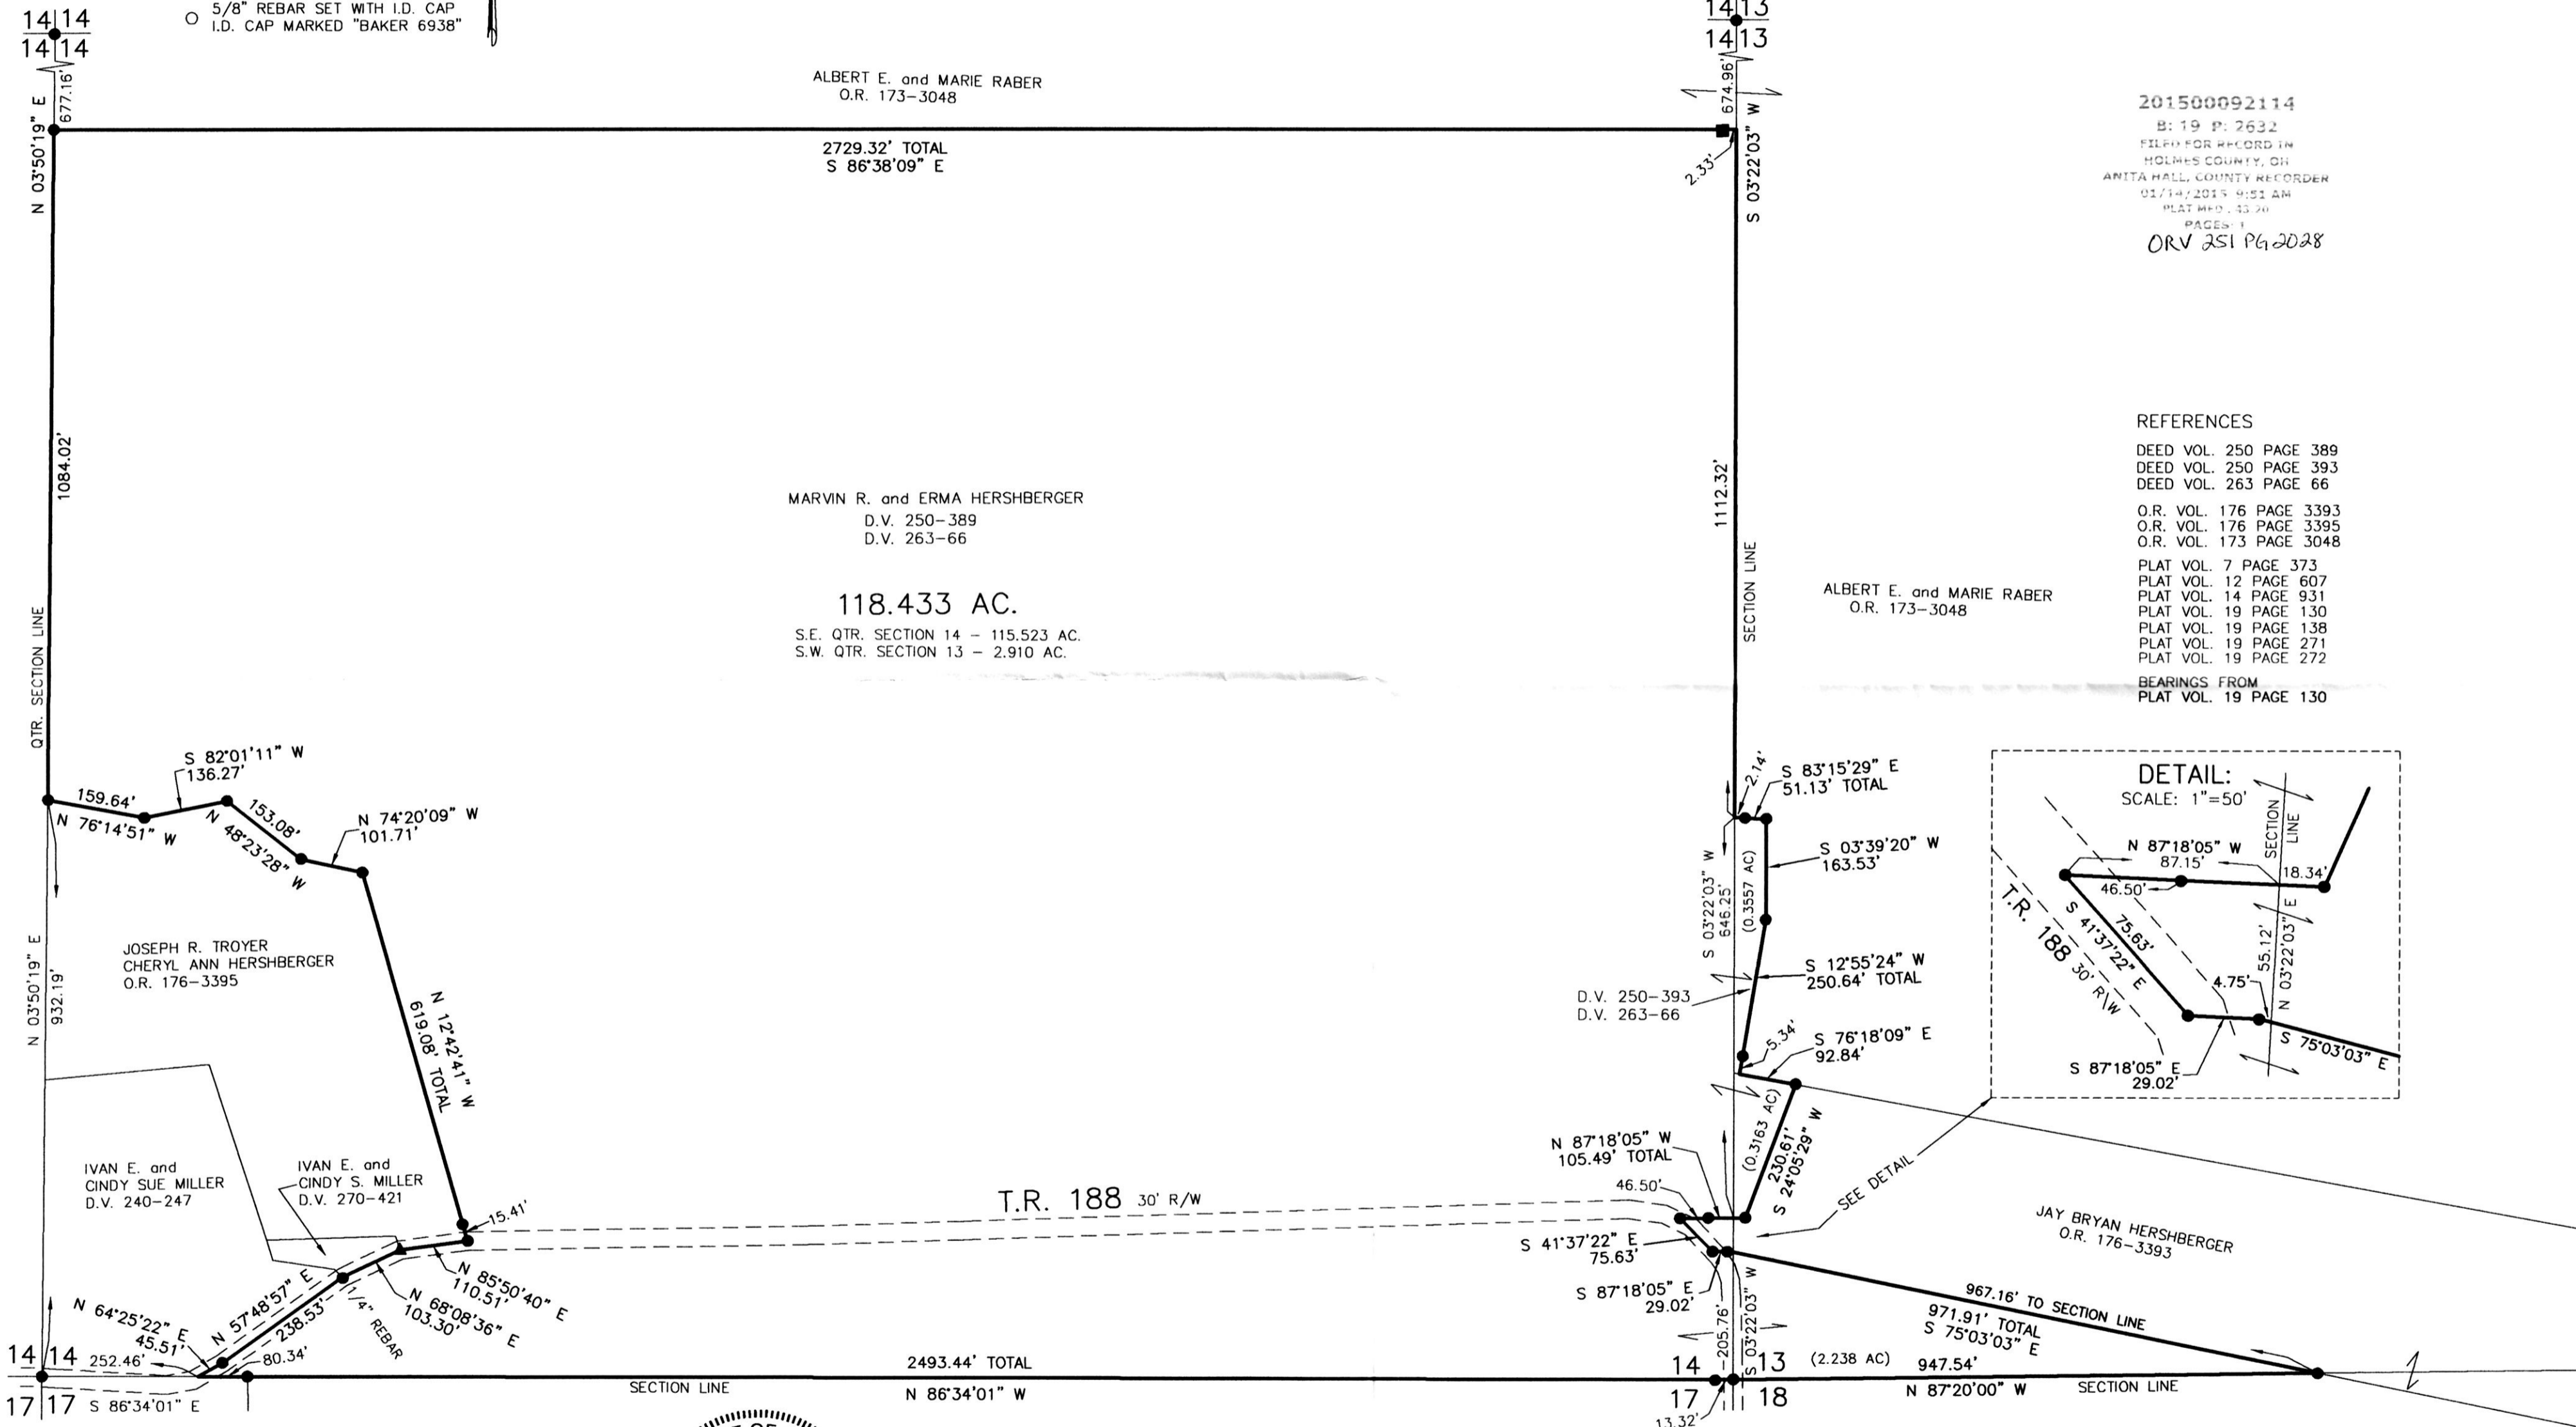 5/8" REBAR SET WITH I.D. CAP
I.D. CAP MARKED "BAKER 6938"
14 14
14 14
14 13
14 13
677.16'
N 03°50'19" E
674.96'
S 03°22'03" W
ALBERT E. and MARIE RABER
O.R. 173-3048
2729.32' TOTAL
S 86°38'09" E
2.33'
201500092114
B: 19 P: 2632
FILED FOR RECORD IN
HOLMES COUNTY, OH
ANITA HALL, COUNTY RECORDER
01/14/2015 9:51 AM
PLAT MED. 43.20
PAGES: 1
ORV 251 PG 2028
1084.02'
QTR. SECTION LINE
MARVIN R. and ERMA HERSHBERGER
D.V. 250-389
D.V. 263-66
118.433 AC.
S.E. QTR. SECTION 14 - 115.523 AC.
S.W. QTR. SECTION 13 - 2.910 AC.
1112.32'
SECTION LINE
ALBERT E. and MARIE RABER
O.R. 173-3048
REFERENCES
DEED VOL. 250 PAGE 389
DEED VOL. 250 PAGE 393
DEED VOL. 263 PAGE 66
O.R. VOL. 176 PAGE 3393
O.R. VOL. 176 PAGE 3395
O.R. VOL. 173 PAGE 3048
PLAT VOL. 7 PAGE 373
PLAT VOL. 12 PAGE 607
PLAT VOL. 14 PAGE 931
PLAT VOL. 19 PAGE 130
PLAT VOL. 19 PAGE 138
PLAT VOL. 19 PAGE 271
PLAT VOL. 19 PAGE 272
BEARINGS FROM
PLAT VOL. 19 PAGE 130
159.64'
N 76°14'51" W
S 82°01'11" W
136.27'
153.08'
N 48°23'28" W
N 74°20'09" W
101.71'
N 12°42'41" W
619.08' TOTAL
N 03°50'19" E
932.19'
JOSEPH R. TROYER
CHERYL ANN HERSHBERGER
O.R. 176-3395
IVAN E. and
CINDY SUE MILLER
D.V. 240-247
IVAN E. and
CINDY S. MILLER
D.V. 270-421
15.41'
N 85°50'40" E
110.51'
N 68°08'36" E
103.30'
1/4" REBAR
N 57°48'57" E
238.53'
N 64°25'22" E
45.51'
252.46'
80.34'
14 14
17 17
S 86°34'01" E
T.R. 188 30' R/W
2493.44' TOTAL
SECTION LINE
N 86°34'01" W
2.14'
S 83°15'29" E
51.13' TOTAL
S 03°39'20" W
163.53'
(0.3557 AC)
S 03°22'03" W
646.25'
S 12°55'24" W
250.64' TOTAL
D.V. 250-393
D.V. 263-66
5.34'
S 76°18'09" E
92.84'
(0.3163 AC)
230.61'
S 24°05'29" W
N 87°18'05" W
105.49' TOTAL
46.50'
S 41°37'22" E
75.63'
S 87°18'05" E
29.02'
205.76'
S 03°22'03" W
SEE DETAIL
JAY BRYAN HERSHBERGER
O.R. 176-3393
967.16' TO SECTION LINE
971.91' TOTAL
S 75°03'03" E
14 13
17 18
(2.238 AC)
947.54'
N 87°20'00" W
SECTION LINE
13.32'
DETAIL:
SCALE: 1"=50'
SECTION
LINE
N 87°18'05" W
87.15'
18.34'
46.50'
T.R. 188 30' R\W
75.63'
S 41°37'22" E
4.75'
55.12'
N 03°22'03" E
S 75°03'03" E
S 87°18'05" E
29.02'